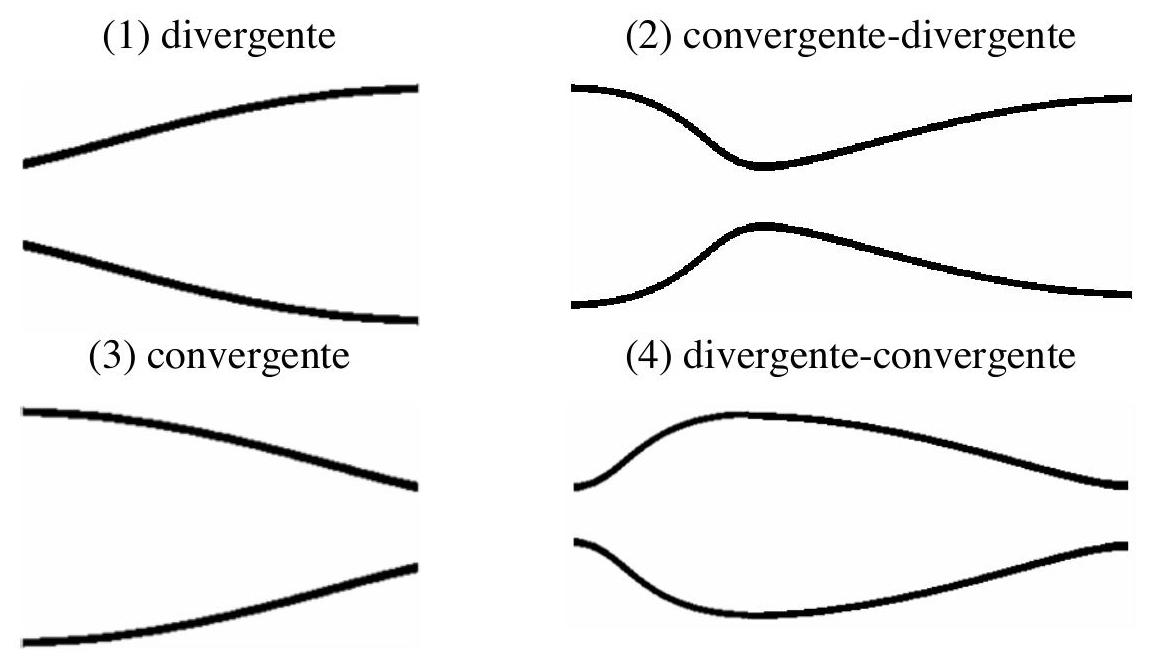 (1) divergente
(2) convergente-divergente
(3) convergente
(4) divergente-convergente